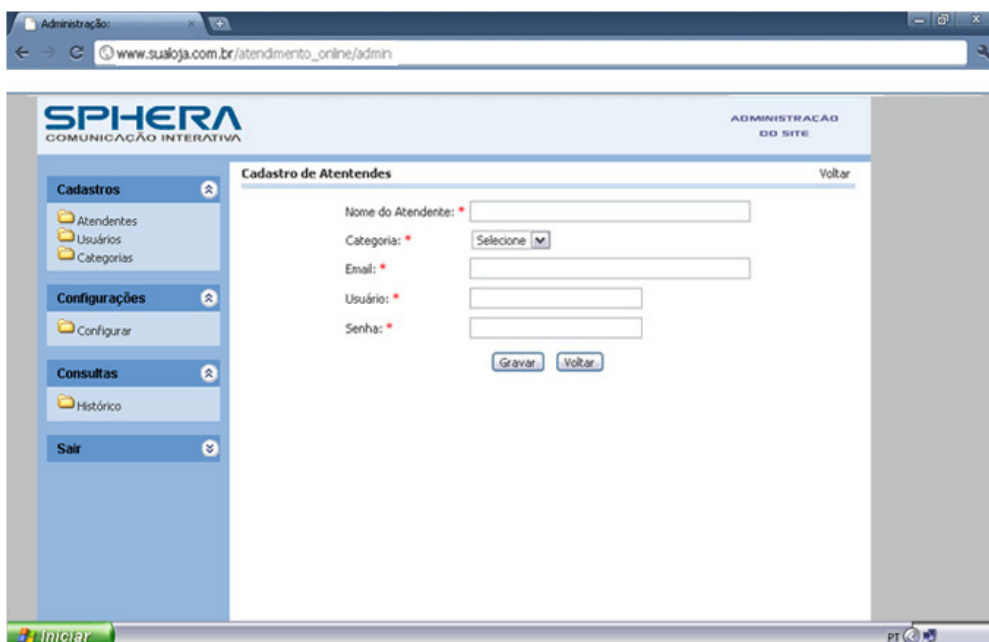 Administração:
www.sualoja.com.br/atendimento_online/admin
SPHERA
COMUNICAÇÃO INTERATIVA
ADMINISTRAÇÃO
DO SITE
Cadastros
Atendentes
Usuários
Categorias
Configurações
Configurar
Consultas
Histórico
Sair
Cadastro de Atentendes
Voltar
Nome do Atendente: *
Categoria: * Selecione
Email: *
Usuário: *
Senha: *
Gravar Voltar
Iniciar
PT